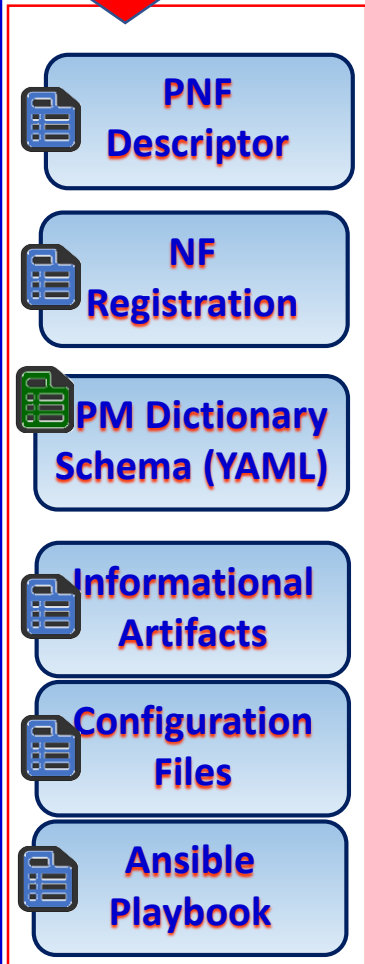 PNF
Descriptor
NF
Registration
PM Dictionary
Schema (YAML)
Informational
Artifacts
Configuration
Files
Ansible
Playbook